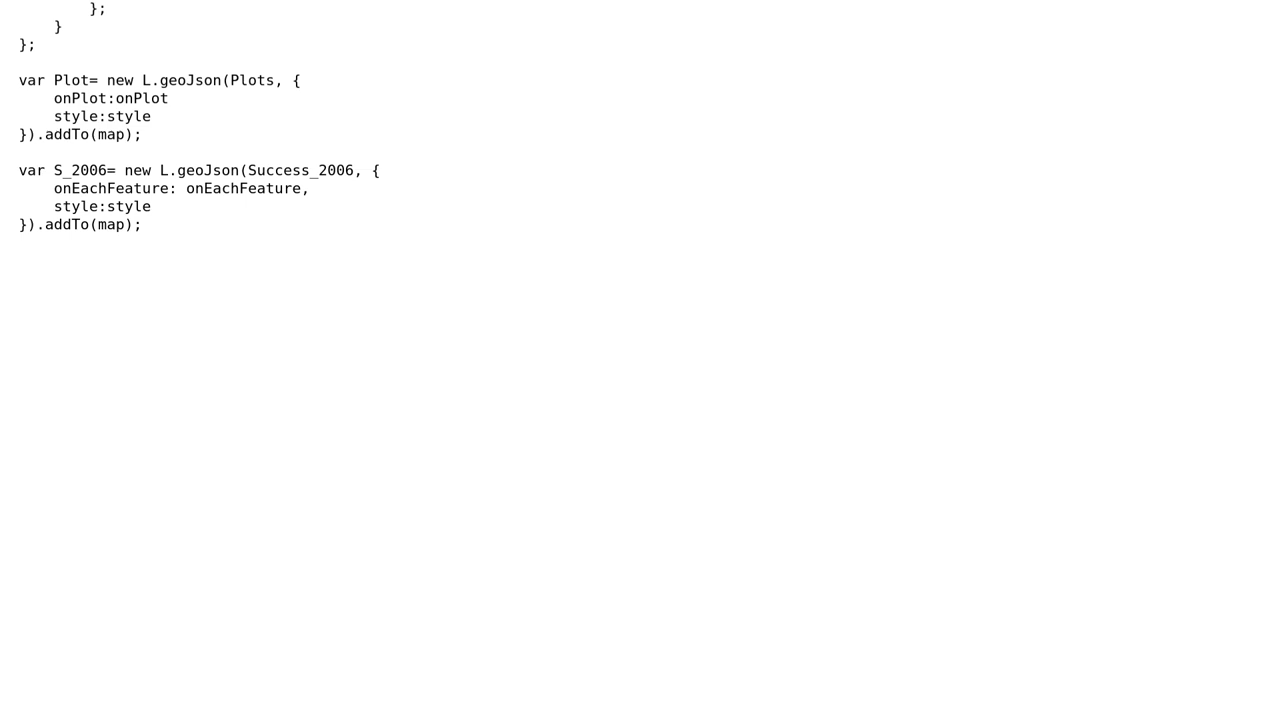 };
    }
};

var Plot= new L.geoJson(Plots, {
    onPlot:onPlot
    style:style
}).addTo(map);

var S_2006= new L.geoJson(Success_2006, {
    onEachFeature: onEachFeature,
    style:style
}).addTo(map);